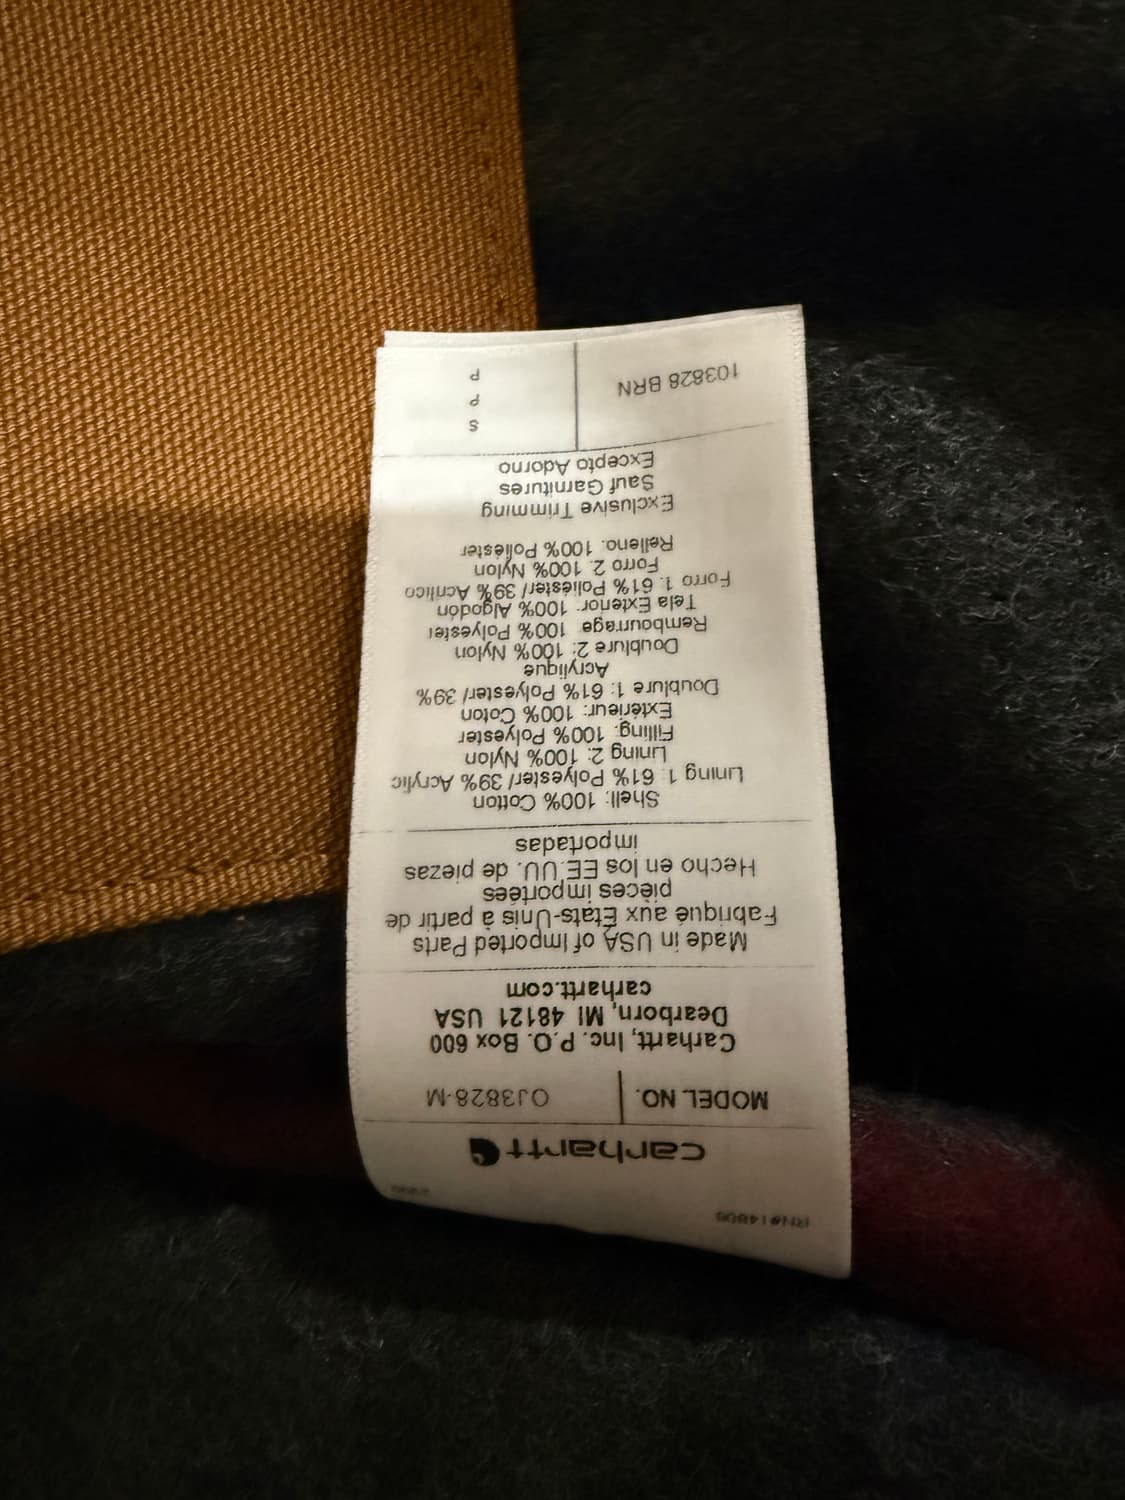 RN#14806
carhartt
MODEL NO. OJ3828-M
Carhartt, Inc. P.O. Box 600
Dearborn, MI 48121 USA
carhartt.com
Made in USA of Imported Parts
Fabriqué aux États-Unis à partir de
pièces importées
Hecho en los EE.UU. de piezas
importadas
Shell: 100% Cotton
Lining 1: 61% Polyester/ 39% Acrylic
Lining 2: 100% Nylon
Filling: 100% Polyester
Extérieur: 100% Coton
Doublure 1: 61% Polyester/ 39%
Acrylique
Doublure 2: 100% Nylon
Rembourrage: 100% Polyester
Tela Exterior: 100% Algodón
Forro 1: 61% Poliéster/ 39% Acrílico
Forro 2: 100% Nylon
Relleno: 100% Poliéster
Exclusive Trimming
Sauf Garnitures
Excepto Adorno
103828 BRN
S
P
P